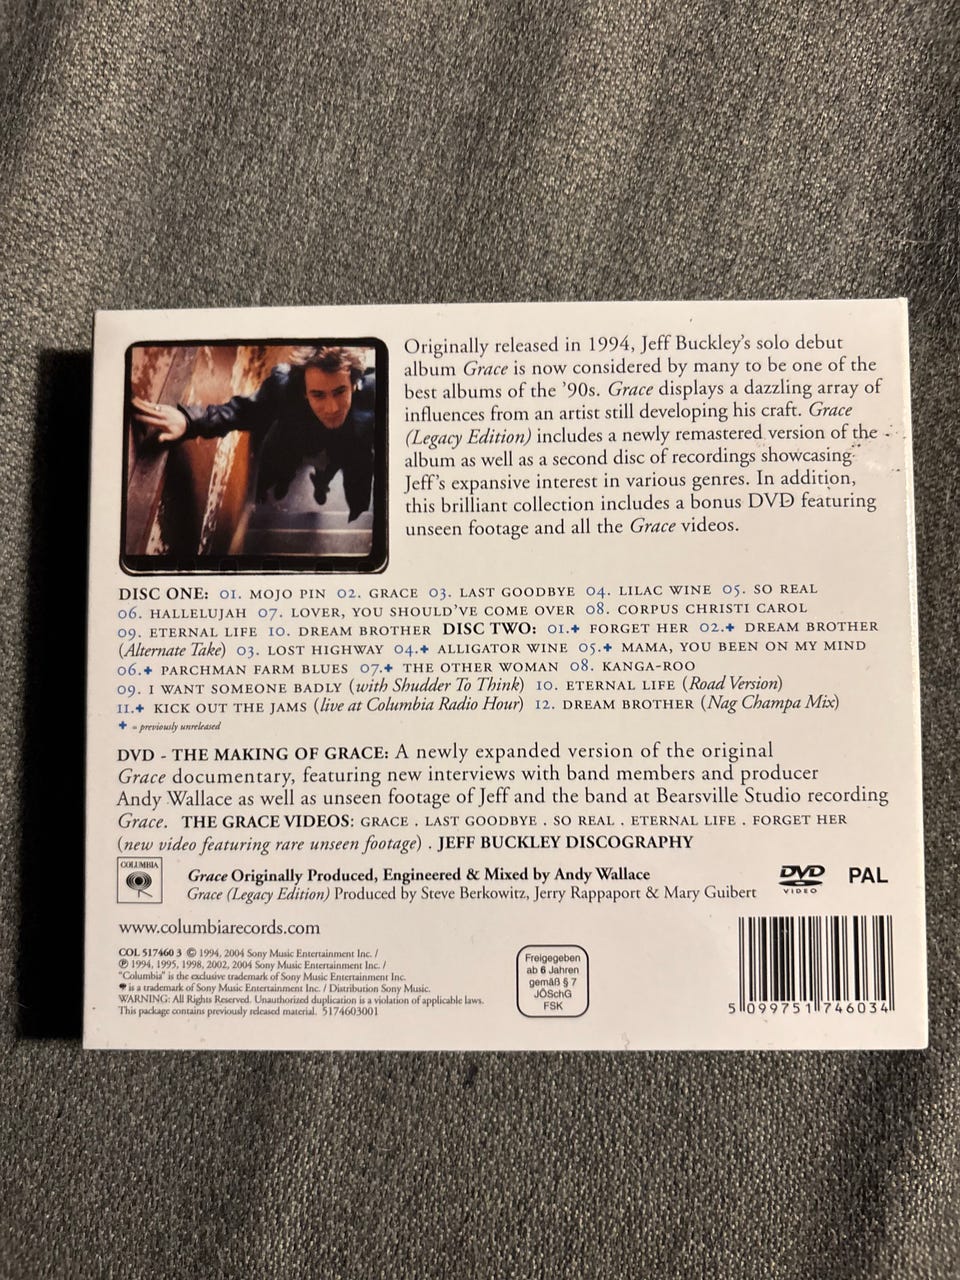 Originally released in 1994, Jeff Buckley's solo debut
album Grace is now considered by many to be one of the
best albums of the '90s. Grace displays a dazzling array of
influences from an artist still developing his craft. Grace
(Legacy Edition) includes a newly remastered version of the
album as well as a second disc of recordings showcasing
Jeff's expansive interest in various genres. In addition,
this brilliant collection includes a bonus DVD featuring
unseen footage and all the Grace videos.
DISC ONE: 01. MOJO PIN 02. GRACE 03. LAST GOODBYE 04. LILAC WINE 05. SO REAL
06. HALLELUJAH 07. LOVER, YOU SHOULD'VE COME OVER 08. CORPUS CHRISTI CAROL
09. ETERNAL LIFE 10. DREAM BROTHER DISC TWO: 01.+ FORGET HER 02.+ DREAM BROTHER
(Alternate Take) 03. LOST HIGHWAY 04.+ ALLIGATOR WINE 05.+ MAMA, YOU BEEN ON MY MIND
06.+ PARCHMAN FARM BLUES 07.+ THE OTHER WOMAN 08. KANGA-ROO
09. I WANT SOMEONE BADLY (with Shudder To Think) 10. ETERNAL LIFE (Road Version)
11.+ KICK OUT THE JAMS (live at Columbia Radio Hour) 12. DREAM BROTHER (Nag Champa Mix)
+ = previously unreleased
DVD - THE MAKING OF GRACE: A newly expanded version of the original
Grace documentary, featuring new interviews with band members and producer
Andy Wallace as well as unseen footage of Jeff and the band at Bearsville Studio recording
Grace. THE GRACE VIDEOS: GRACE . LAST GOODBYE . SO REAL . ETERNAL LIFE . FORGET HER
(new video featuring rare unseen footage) . JEFF BUCKLEY DISCOGRAPHY
COLUMBIA
Grace Originally Produced, Engineered & Mixed by Andy Wallace
Grace (Legacy Edition) Produced by Steve Berkowitz, Jerry Rappaport & Mary Guibert
DVD VIDEO
PAL
www.columbiarecords.com
COL 517460 3 © 1994, 2004 Sony Music Entertainment Inc. /
℗ 1994, 1995, 1998, 2002, 2004 Sony Music Entertainment Inc. /
"Columbia" is the exclusive trademark of Sony Music Entertainment Inc.
is a trademark of Sony Music Entertainment Inc. / Distribution Sony Music.
WARNING: All Rights Reserved. Unauthorized duplication is a violation of applicable laws.
This package contains previously released material. 5174603001
Freigegeben
ab 6 Jahren
gemäß § 7
JÖSchG
FSK
5 099751 746034